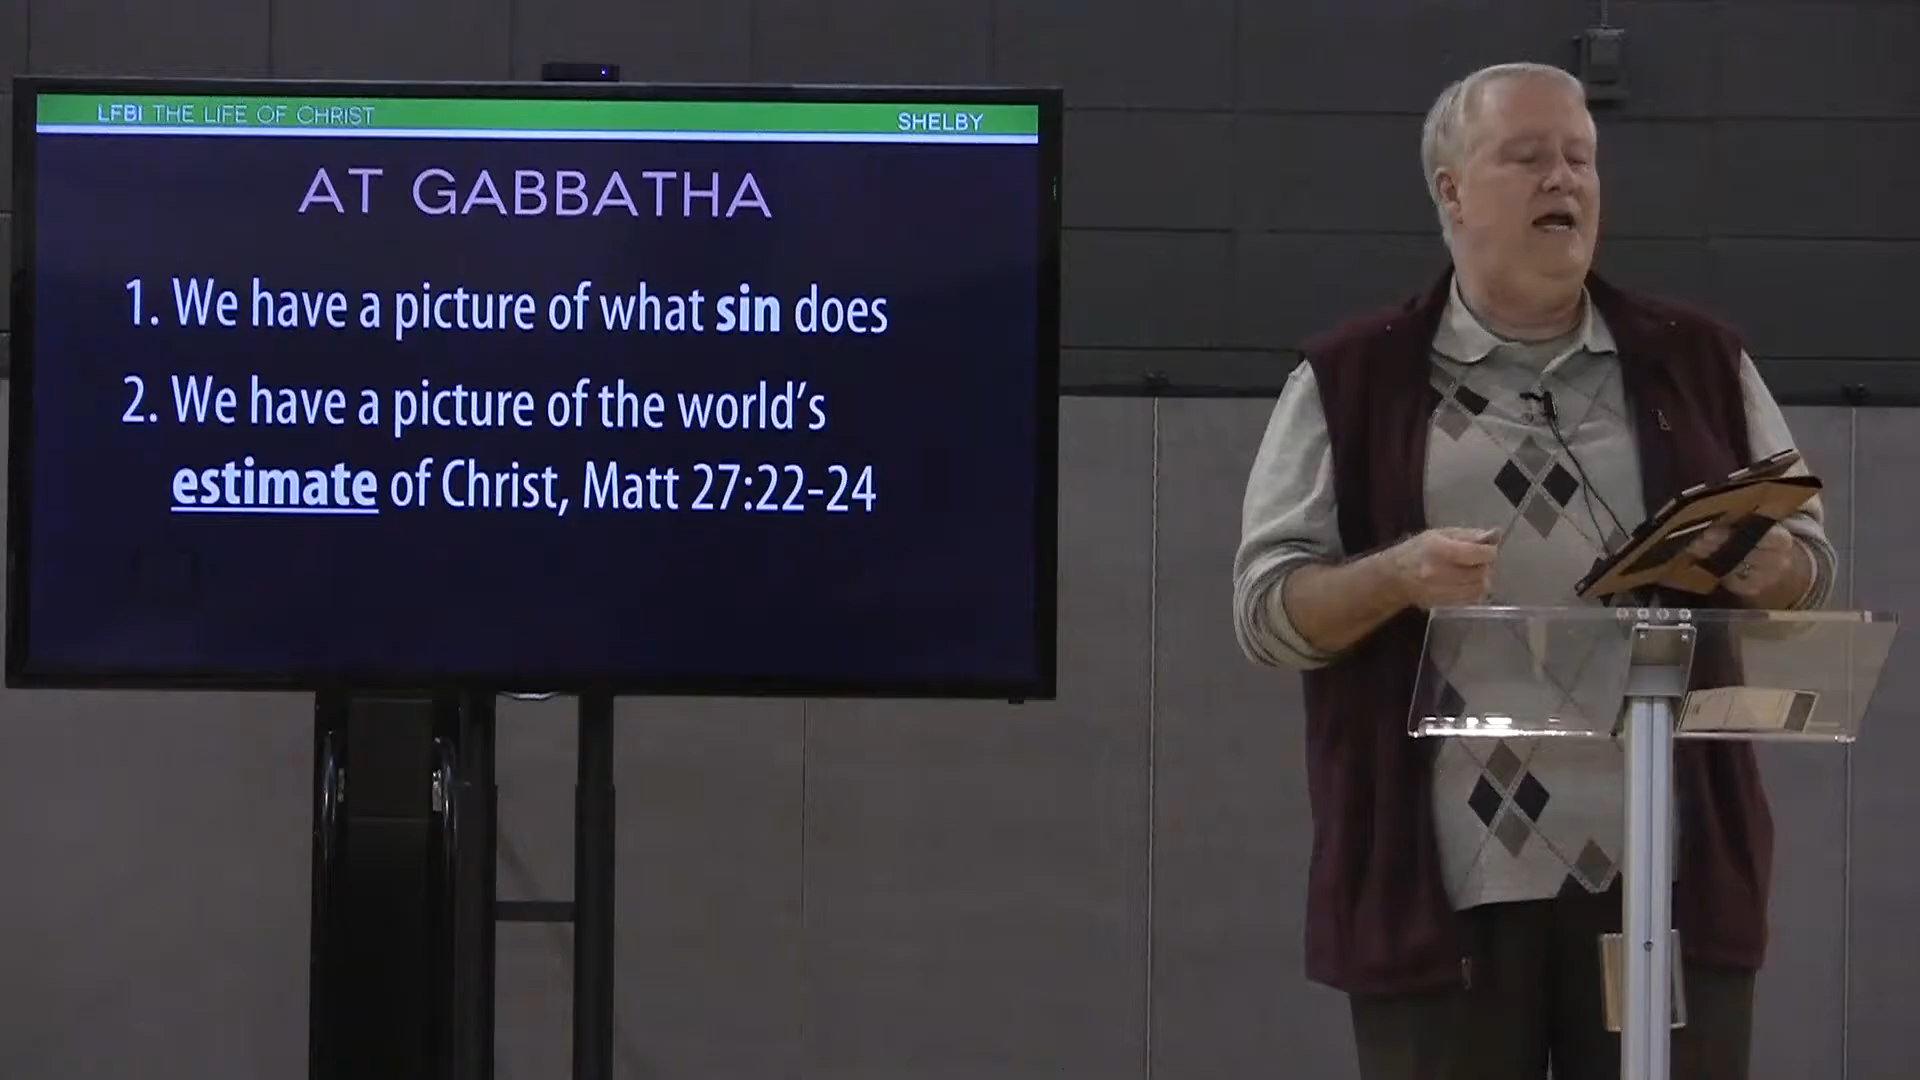 LFBI THE LIFE OF CHRIST
SHELBY
AT GABBATHA
1. We have a picture of what sin does
2. We have a picture of the world's
estimate of Christ, Matt 27:22-24